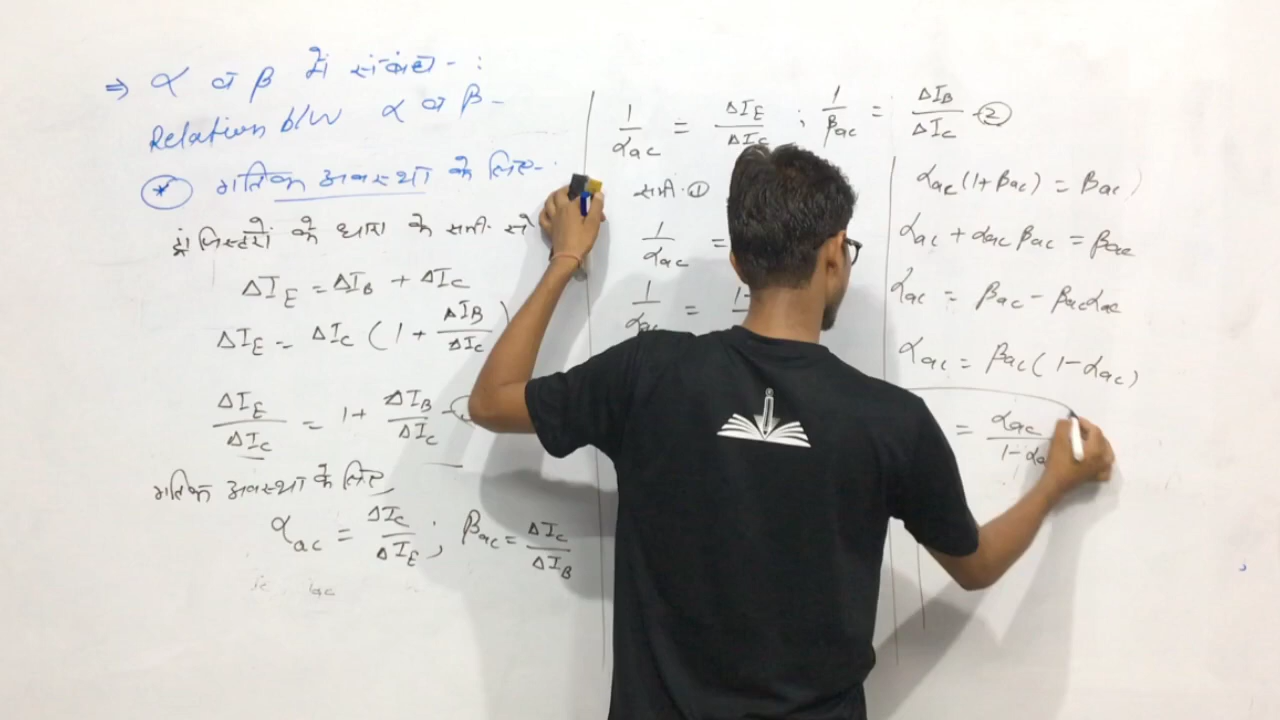 ⇒ α व β में संबंध - :
Relation b/w α व β -
* गतिक अवस्था के लिए -
ट्रांजिस्टरों के धारा के समी. से
ΔI_E = ΔI_B + ΔI_C
ΔI_E = ΔI_C (1 + ΔI_B/ΔI_C)
ΔI_E/ΔI_C = 1 + ΔI_B/ΔI_C -
गतिक अवस्था के लिए
α_ac = ΔI_C/ΔI_E ; β_ac = ΔI_C/ΔI_B
1/α_ac = ΔI_E/ΔI_C ; 1/β_ac = ΔI_B/ΔI_C - ②
समी. ①
1/α_ac =
1/α_ac =
α_ac (1 + β_ac) = β_ac
α_ac + α_ac β_ac = β_ac
α_ac = β_ac - β_ac α_ac
α_ac = β_ac (1 - α_ac)
= α_ac/1 - α